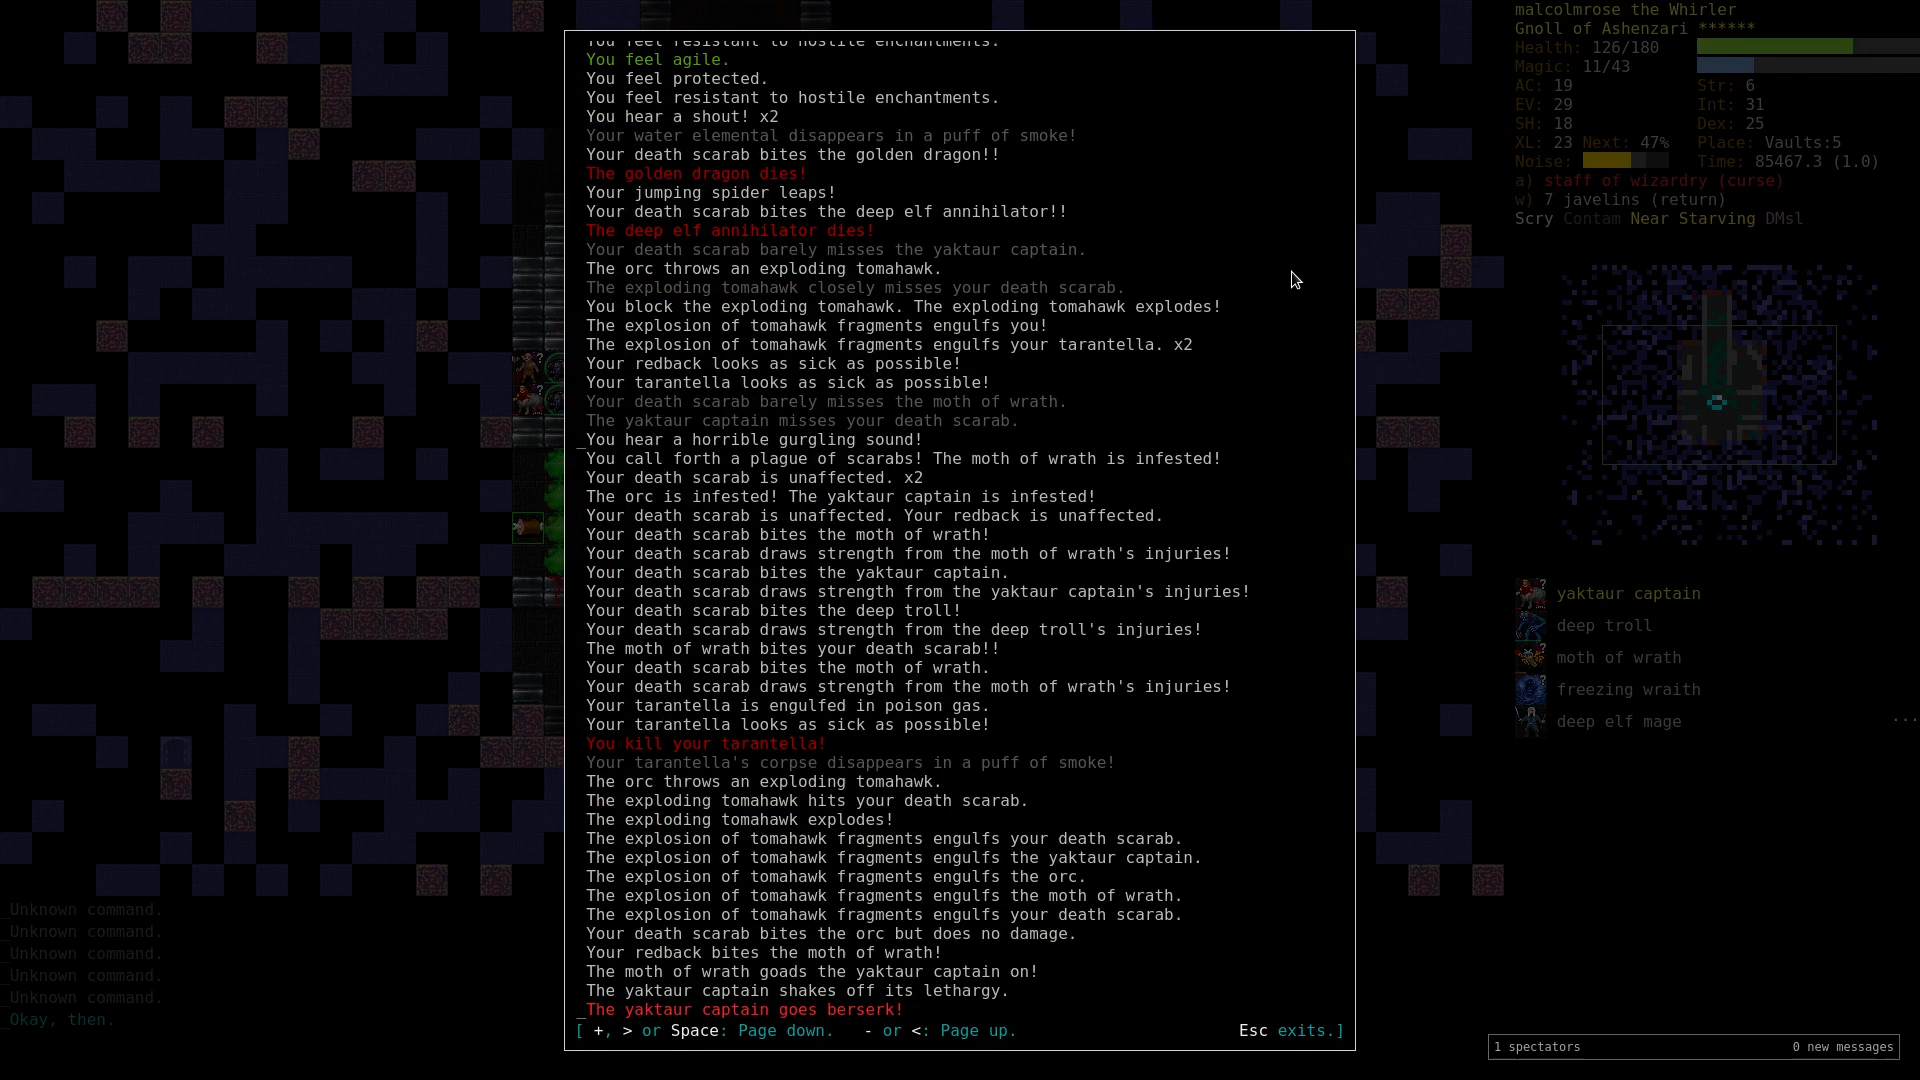 You feel resistant to hostile enchantments.
You feel agile.
You feel protected.
You feel resistant to hostile enchantments.
You hear a shout! x2
Your water elemental disappears in a puff of smoke!
Your death scarab bites the golden dragon!!
The golden dragon dies!
Your jumping spider leaps!
Your death scarab bites the deep elf annihilator!!
The deep elf annihilator dies!
Your death scarab barely misses the yaktaur captain.
The orc throws an exploding tomahawk.
The exploding tomahawk closely misses your death scarab.
You block the exploding tomahawk. The exploding tomahawk explodes!
The explosion of tomahawk fragments engulfs you!
The explosion of tomahawk fragments engulfs your tarantella. x2
Your redback looks as sick as possible!
Your tarantella looks as sick as possible!
Your death scarab barely misses the moth of wrath.
The yaktaur captain misses your death scarab.
_You hear a horrible gurgling sound!
You call forth a plague of scarabs! The moth of wrath is infested!
Your death scarab is unaffected. x2
The orc is infested! The yaktaur captain is infested!
Your death scarab is unaffected. Your redback is unaffected.
Your death scarab bites the moth of wrath!
Your death scarab draws strength from the moth of wrath's injuries!
Your death scarab bites the yaktaur captain.
Your death scarab draws strength from the yaktaur captain's injuries!
Your death scarab bites the deep troll!
Your death scarab draws strength from the deep troll's injuries!
The moth of wrath bites your death scarab!!
Your death scarab bites the moth of wrath.
Your death scarab draws strength from the moth of wrath's injuries!
Your tarantella is engulfed in poison gas.
Your tarantella looks as sick as possible!
You kill your tarantella!
Your tarantella's corpse disappears in a puff of smoke!
The orc throws an exploding tomahawk.
The exploding tomahawk hits your death scarab.
The exploding tomahawk explodes!
The explosion of tomahawk fragments engulfs your death scarab.
The explosion of tomahawk fragments engulfs the yaktaur captain.
The explosion of tomahawk fragments engulfs the orc.
The explosion of tomahawk fragments engulfs the moth of wrath.
The explosion of tomahawk fragments engulfs your death scarab.
Your death scarab bites the orc but does no damage.
Your redback bites the moth of wrath!
The moth of wrath goads the yaktaur captain on!
The yaktaur captain shakes off its lethargy.
_The yaktaur captain goes berserk!
[ +, > or Space: Page down.   - or <: Page up.   Esc exits.]
malcolmrose the Whirler
Gnoll of Ashenzari ******
Health: 126/180
Magic: 11/43
AC: 19 Str: 6
EV: 29 Int: 31
SH: 18 Dex: 25
XL: 23 Next: 47% Place: Vaults:5
Noise: Time: 85467.3 (1.0)
a) staff of wizardry (curse)
w) 7 javelins (return)
Scry Contam Near Starving DMsl
yaktaur captain
deep troll
moth of wrath
freezing wraith
deep elf mage
...
_Unknown command.
_Unknown command.
_Unknown command.
_Unknown command.
_Unknown command.
_Okay, then.
1 spectators 0 new messages